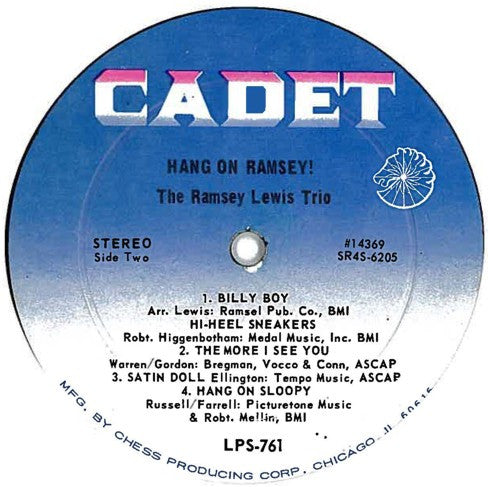 CADET
HANG ON RAMSEY!
The Ramsey Lewis Trio
STEREO
Side Two
#14369
SR4S-6205
1. BILLY BOY
Arr. Lewis: Ramsel Pub. Co., BMI
HI-HEEL SNEAKERS
Robt. Higgenbotham: Medal Music, Inc. BMI
2. THE MORE I SEE YOU
Warren/Gordon: Bregman, Vocco & Conn, ASCAP
3. SATIN DOLL Ellington: Tempo Music, ASCAP
4. HANG ON SLOOPY
Russell/Farrell: Picturetone Music
& Robt. Mellin, BMI
LPS-761
MFG. BY CHESS PRODUCING CORP. CHICAGO